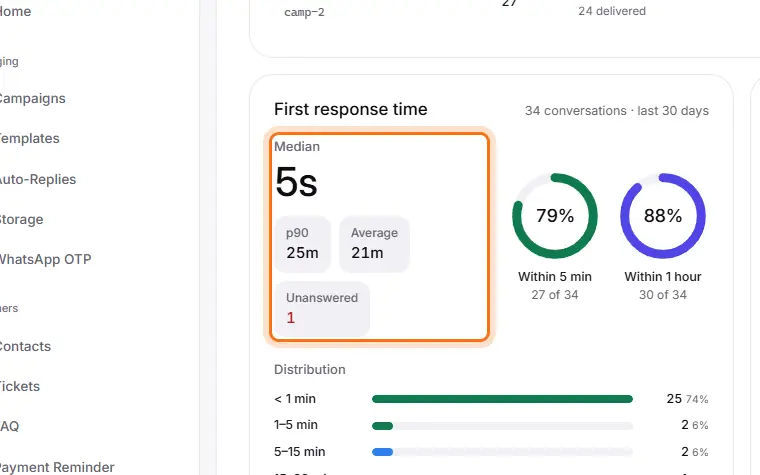 Home
Campaigns
Templates
Auto-Replies
Storage
WhatsApp OTP
Contacts
Tickets
FAQ
Payment Reminder
camp-2
27
24 delivered
First response time
34 conversations · last 30 days
Median
5s
p90
25m
Average
21m
Unanswered
1
79%
Within 5 min
27 of 34
88%
Within 1 hour
30 of 34
Distribution
< 1 min
25 74%
1–5 min
2 6%
5–15 min
2 6%